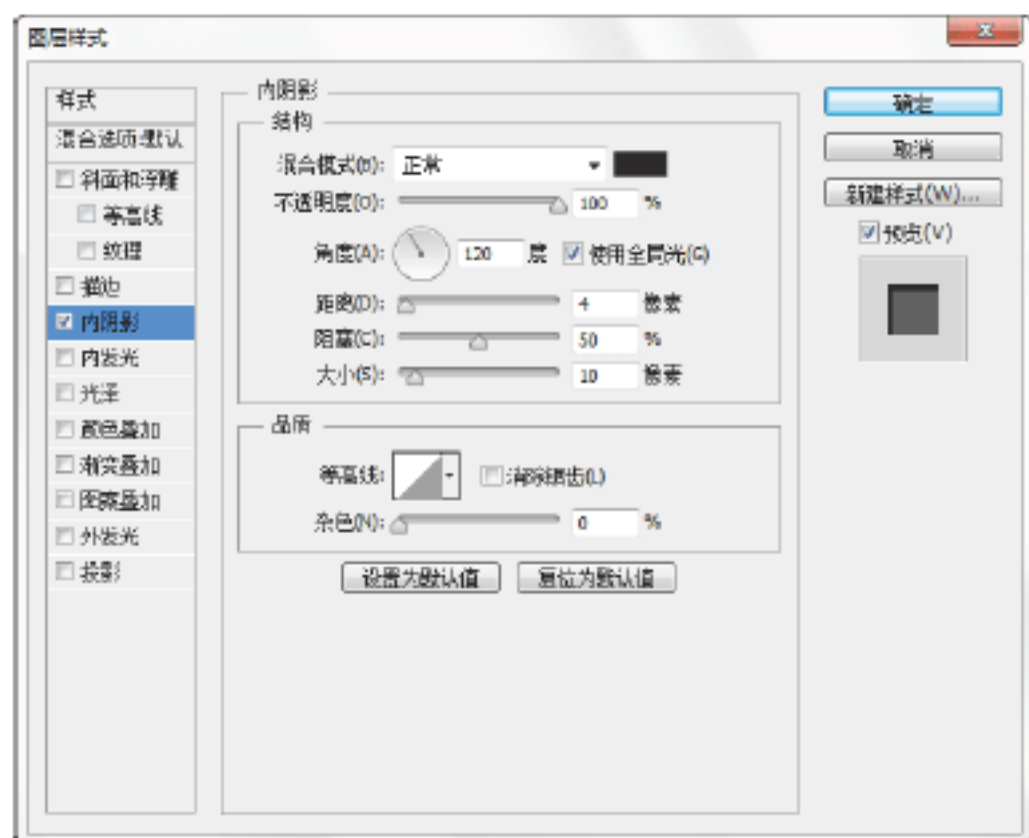 图层样式
样式
混合选项:默认
斜面和浮雕
等高线
纹理
描边
内阴影
内发光
光泽
颜色叠加
渐变叠加
图案叠加
外发光
投影
内阴影
结构
混合模式(B): 正常
不透明度(O): 100 %
角度(A): 120 度 使用全局光(G)
距离(D): 4 像素
阻塞(C): 50 %
大小(S): 10 像素
品质
等高线: 消除锯齿(L)
杂色(N): 0 %
设置为默认值 复位为默认值
确定
取消
新建样式(W)...
预览(V)